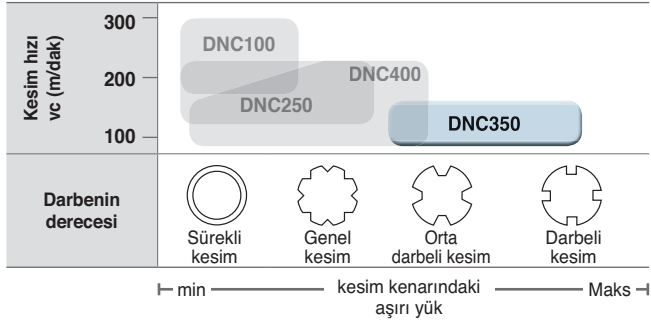 Kesim hızı
vc (m/dak)
300
200
100
DNC100
DNC400
DNC250
DNC350
Darbenin
derecesi
Sürekli
kesim
Genel
kesim
Orta
darbeli kesim
Darbeli
kesim
min
kesim kenarındaki
aşırı yük
Maks